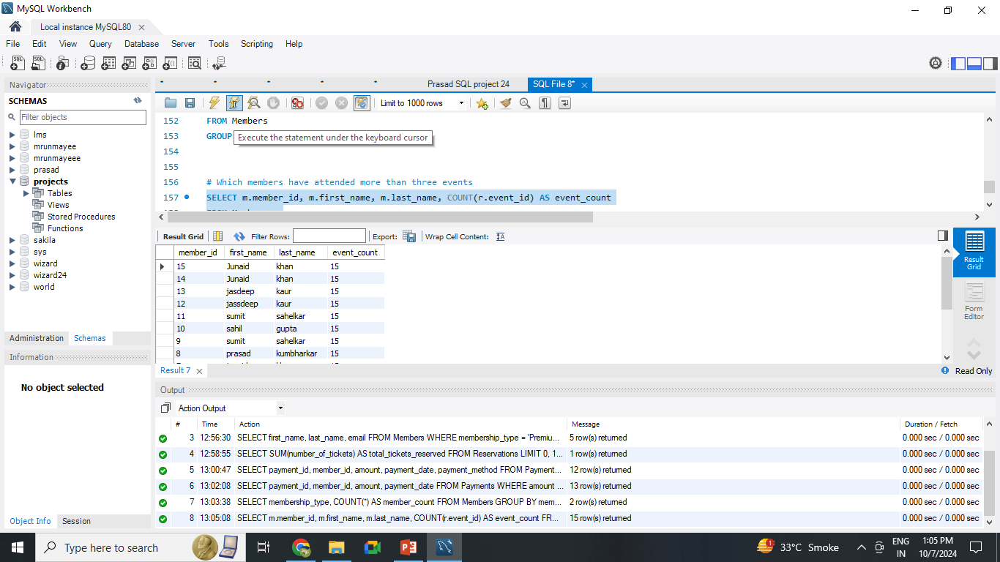 MySQL Workbench
Local instance MySQL80
File Edit View Query Database Server Tools Scripting Help
Navigator
SCHEMAS
Filter objects
lms
mrunmayee
mrunmayeee
prasad
projects
Tables
Views
Stored Procedures
Functions
sakila
sys
wizard
wizard24
world
Administration Schemas
Information
No object selected
Object Info Session
Prasad SQL project 24 SQL File 8*
Limit to 1000 rows
152 FROM Members
153 GROUP
Execute the statement under the keyboard cursor
154
155
156 # Which members have attended more than three events
157 SELECT m.member_id, m.first_name, m.last_name, COUNT(r.event_id) AS event_count
Result Grid Filter Rows: Export: Wrap Cell Content:
member_id first_name last_name event_count
15 Junaid khan 15
14 Junaid khan 15
13 jasdeep kaur 15
12 jassdeep kaur 15
11 sumit sahelkar 15
10 sahil gupta 15
9 sumit sahelkar 15
8 prasad kumbharkar 15
Result Grid
Form Editor
Result 7
Read Only
Output
Action Output
# Time Action Message Duration / Fetch
3 12:56:30 SELECT first_name, last_name, email FROM Members WHERE membership_type = 'Premiu... 5 row(s) returned 0.000 sec / 0.000 sec
4 12:58:55 SELECT SUM(number_of_tickets) AS total_tickets_reserved FROM Reservations LIMIT 0, 1... 1 row(s) returned 0.000 sec / 0.000 sec
5 13:00:47 SELECT payment_id, member_id, amount, payment_date, payment_method FROM Payment... 12 row(s) returned 0.000 sec / 0.000 sec
6 13:02:08 SELECT payment_id, member_id, amount, payment_date FROM Payments WHERE amount ... 13 row(s) returned 0.000 sec / 0.000 sec
7 13:03:38 SELECT membership_type, COUNT(*) AS member_count FROM Members GROUP BY mem... 2 row(s) returned 0.000 sec / 0.000 sec
8 13:05:08 SELECT m.member_id, m.first_name, m.last_name, COUNT(r.event_id) AS event_count FR... 15 row(s) returned 0.000 sec / 0.000 sec
Type here to search
33°C Smoke
ENG
IN
1:05 PM
10/7/2024